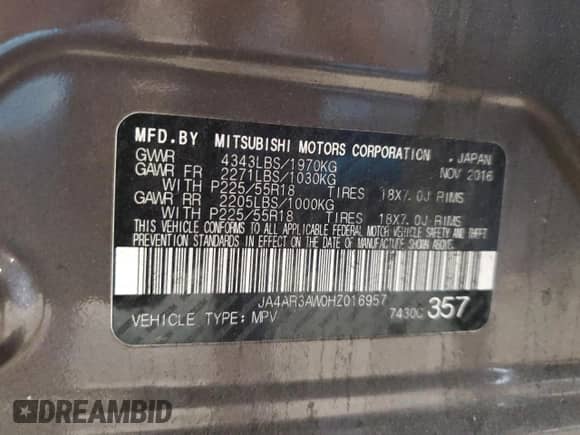 MFD.BY MITSUBISHI MOTORS CORPORATION , JAPAN
GVWR 4343LBS/1970KG NOV 2016
GAWR FR 2271LBS/1030KG
WITH P225/55R18 TIRES 18X7.0J RIMS
GAWR RR 2205LBS/1000KG
WITH P225/55R18 TIRES 18X7.0J RIMS
THIS VEHICLE CONFORMS TO ALL APPLICABLE FEDERAL MOTOR VEHICLE SAFETY AND THEFT
PREVENTION STANDARDS IN EFFECT ON THE DATE OF MANUFACTURE SHOWN ABOVE.
JA4AR3AW0HZ016957
VEHICLE TYPE: MPV 7430C 357
DREAMBID